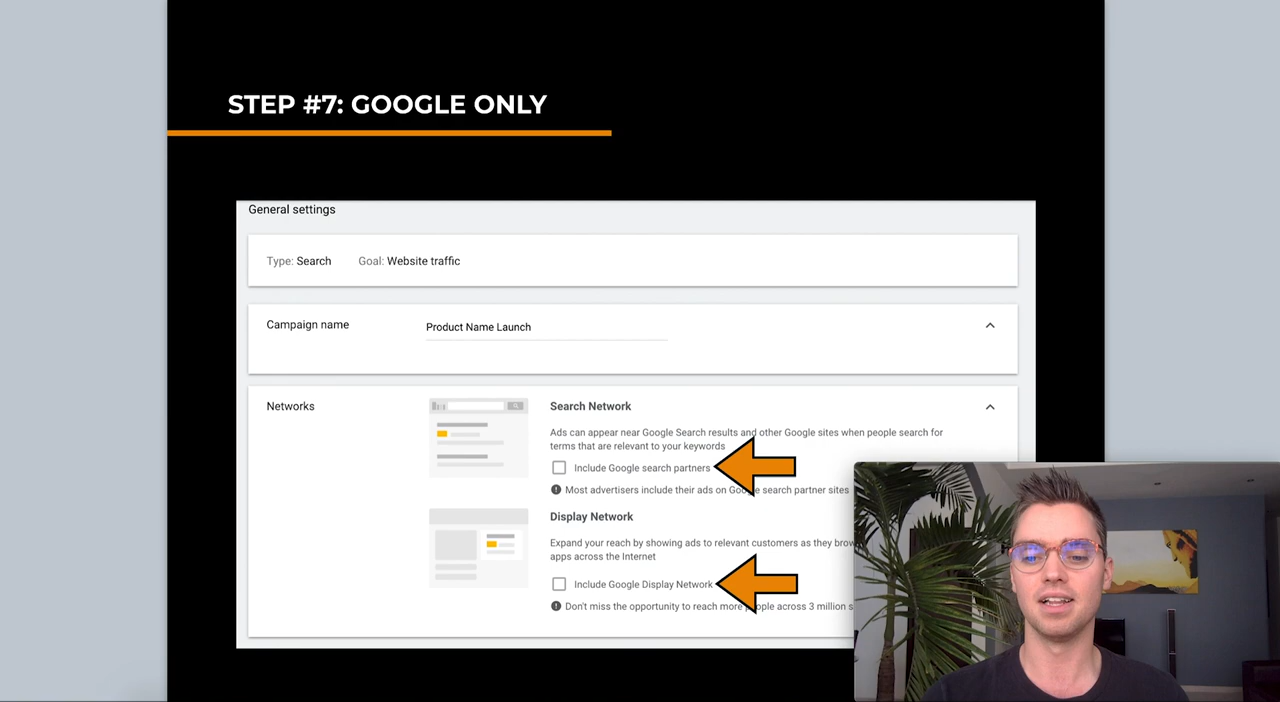 STEP #7: GOOGLE ONLY
General settings
Type: Search Goal: Website traffic
Campaign name
Product Name Launch
Networks
Search Network
Ads can appear near Google Search results and other Google sites when people search for
terms that are relevant to your keywords
Include Google search partners
Most advertisers include their ads on Google search partner sites
Display Network
Expand your reach by showing ads to relevant customers as they
apps across the Internet
Include Google Display Network
Don't miss the opportunity to reach more people across 3 million